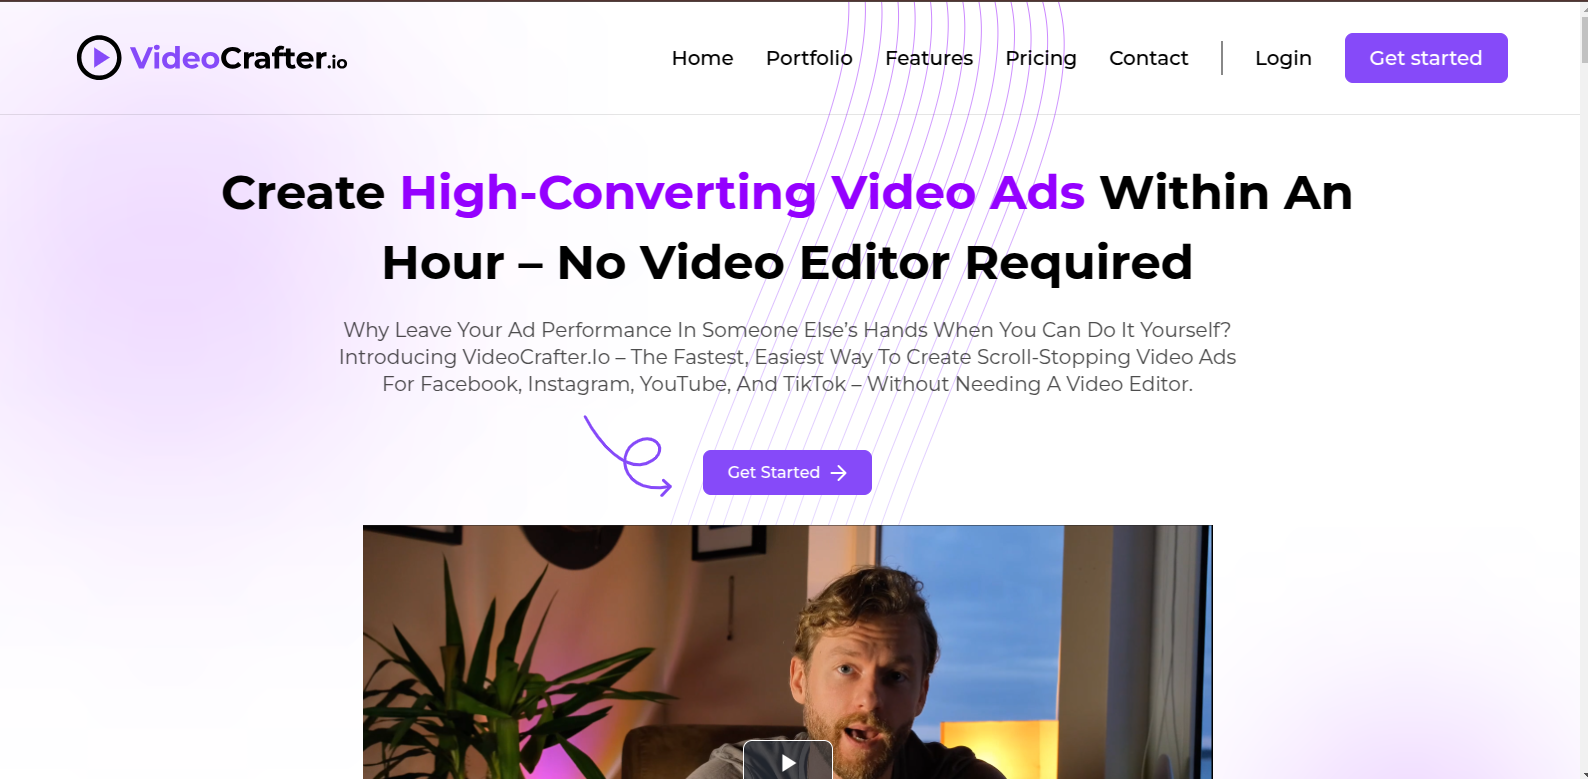 VideoCrafter.io
Home Portfolio Features Pricing Contact Login Get started
Create High-Converting Video Ads Within An
Hour – No Video Editor Required
Why Leave Your Ad Performance In Someone Else’s Hands When You Can Do It Yourself?
Introducing VideoCrafter.Io – The Fastest, Easiest Way To Create Scroll-Stopping Video Ads
For Facebook, Instagram, YouTube, And TikTok – Without Needing A Video Editor.
Get Started